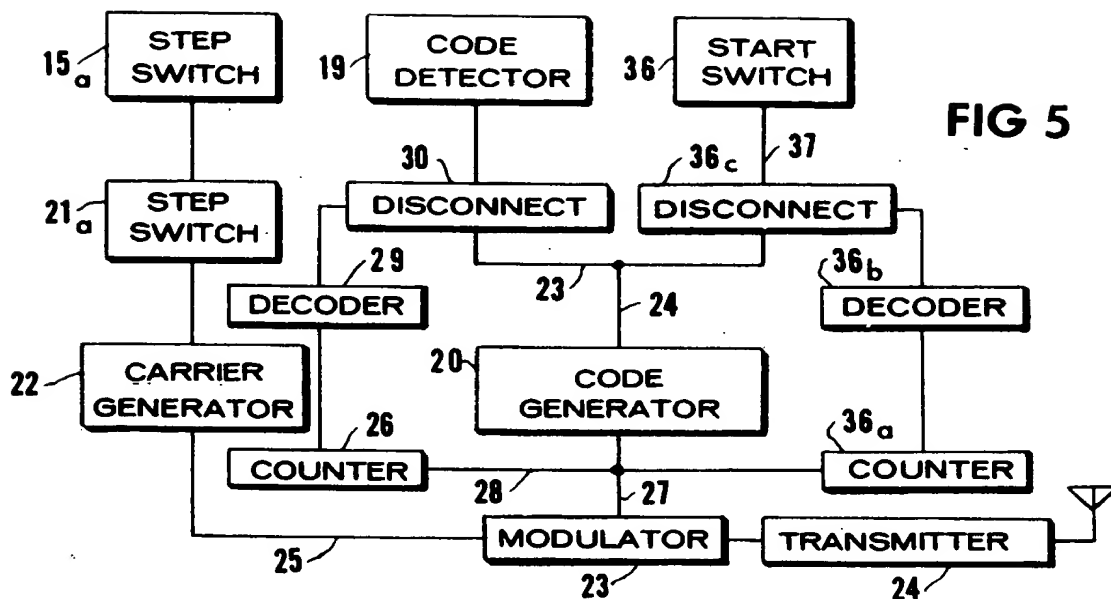 15a
STEP
SWITCH
19
CODE
DETECTOR
36
START
SWITCH
FIG 5
37
30
36c
21a
STEP
SWITCH
DISCONNECT
DISCONNECT
29
23
36b
DECODER
24
DECODER
22
CARRIER
GENERATOR
20
CODE
GENERATOR
26
36a
COUNTER
28
27
COUNTER
25
MODULATOR
23
TRANSMITTER
24